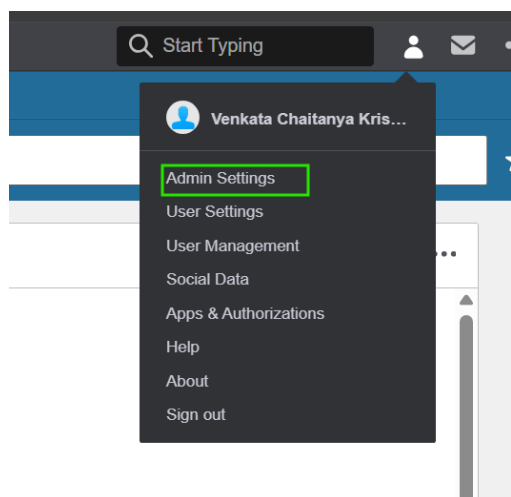 Start Typing
Venkata Chaitanya Kris...
Admin Settings
User Settings
User Management
Social Data
Apps & Authorizations
Help
About
Sign out